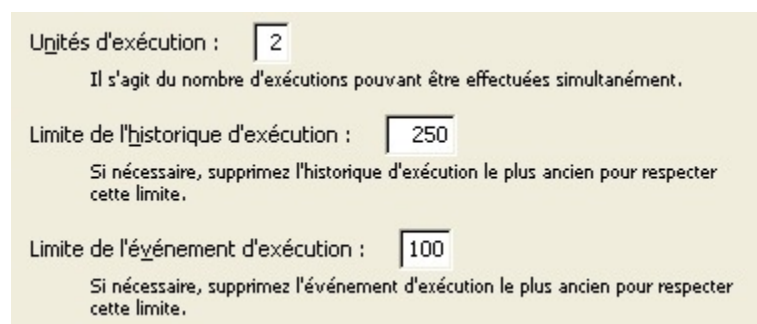 Unités d'exécution : 2
Il s'agit du nombre d'exécutions pouvant être effectuées simultanément.
Limite de l'historique d'exécution : 250
Si nécessaire, supprimez l'historique d'exécution le plus ancien pour respecter
cette limite.
Limite de l'événement d'exécution : 100
Si nécessaire, supprimez l'événement d'exécution le plus ancien pour respecter
cette limite.